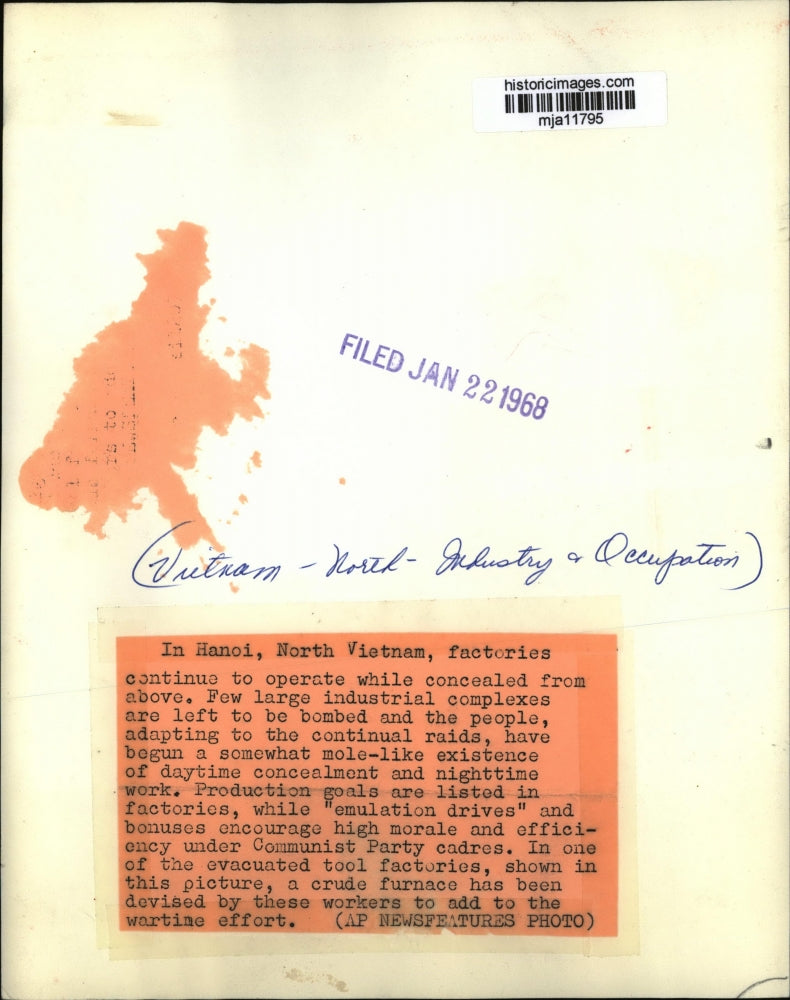 historicimages.com
mja11795
FILED JAN 22 1968
rs to
(Vietnam - North - Industry & Occupation)
In Hanoi, North Vietnam, factories
continue to operate while concealed from
above. Few large industrial complexes
are left to be bombed and the people,
adapting to the continual raids, have
begun a somewhat mole-like existence
of daytime concealment and nighttime
work. Production goals are listed in
factories, while "emulation drives" and
bonuses encourage high morale and effici-
ency under Communist Party cadres. In one
of the evacuated tool factories, shown in
this picture, a crude furnace has been
devised by these workers to add to the
wartime effort. (AP NEWSFEATURES PHOTO)